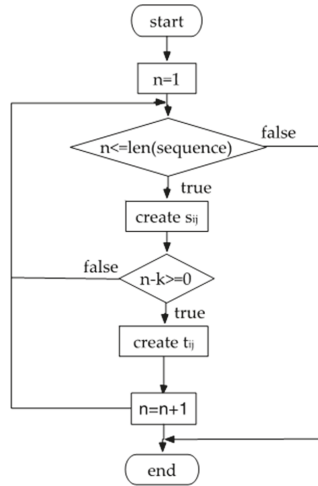 start
n=1
n<=len(sequence)
false
true
create sij
false
n-k>=0
true
create tij
n=n+1
end